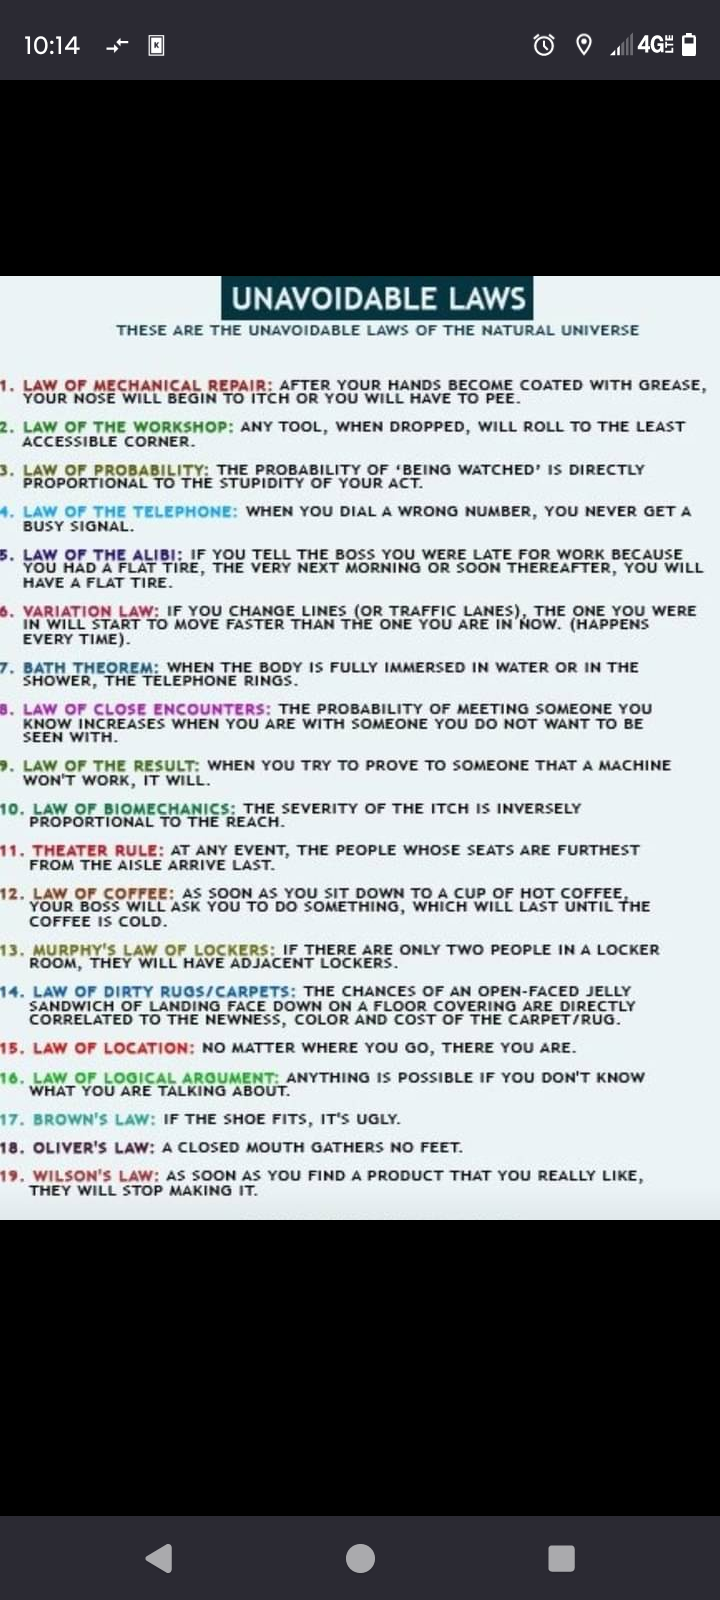 10:14
4G LTE
UNAVOIDABLE LAWS
THESE ARE THE UNAVOIDABLE LAWS OF THE NATURAL UNIVERSE
1. LAW OF MECHANICAL REPAIR: AFTER YOUR HANDS BECOME COATED WITH GREASE,
YOUR NOSE WILL BEGIN TO ITCH OR YOU WILL HAVE TO PEE.
2. LAW OF THE WORKSHOP: ANY TOOL, WHEN DROPPED, WILL ROLL TO THE LEAST
ACCESSIBLE CORNER.
3. LAW OF PROBABILITY: THE PROBABILITY OF ‘BEING WATCHED’ IS DIRECTLY
PROPORTIONAL TO THE STUPIDITY OF YOUR ACT.
4. LAW OF THE TELEPHONE: WHEN YOU DIAL A WRONG NUMBER, YOU NEVER GET A
BUSY SIGNAL.
5. LAW OF THE ALIBI: IF YOU TELL THE BOSS YOU WERE LATE FOR WORK BECAUSE
YOU HAD A FLAT TIRE, THE VERY NEXT MORNING OR SOON THEREAFTER, YOU WILL
HAVE A FLAT TIRE.
6. VARIATION LAW: IF YOU CHANGE LINES (OR TRAFFIC LANES), THE ONE YOU WERE
IN WILL START TO MOVE FASTER THAN THE ONE YOU ARE IN NOW. (HAPPENS
EVERY TIME).
7. BATH THEOREM: WHEN THE BODY IS FULLY IMMERSED IN WATER OR IN THE
SHOWER, THE TELEPHONE RINGS.
8. LAW OF CLOSE ENCOUNTERS: THE PROBABILITY OF MEETING SOMEONE YOU
KNOW INCREASES WHEN YOU ARE WITH SOMEONE YOU DO NOT WANT TO BE
SEEN WITH.
9. LAW OF THE RESULT: WHEN YOU TRY TO PROVE TO SOMEONE THAT A MACHINE
WON'T WORK, IT WILL.
10. LAW OF BIOMECHANICS: THE SEVERITY OF THE ITCH IS INVERSELY
PROPORTIONAL TO THE REACH.
11. THEATER RULE: AT ANY EVENT, THE PEOPLE WHOSE SEATS ARE FURTHEST
FROM THE AISLE ARRIVE LAST.
12. LAW OF COFFEE: AS SOON AS YOU SIT DOWN TO A CUP OF HOT COFFEE,
YOUR BOSS WILL ASK YOU TO DO SOMETHING, WHICH WILL LAST UNTIL THE
COFFEE IS COLD.
13. MURPHY'S LAW OF LOCKERS: IF THERE ARE ONLY TWO PEOPLE IN A LOCKER
ROOM, THEY WILL HAVE ADJACENT LOCKERS.
14. LAW OF DIRTY RUGS/CARPETS: THE CHANCES OF AN OPEN-FACED JELLY
SANDWICH OF LANDING FACE DOWN ON A FLOOR COVERING ARE DIRECTLY
CORRELATED TO THE NEWNESS, COLOR AND COST OF THE CARPET/RUG.
15. LAW OF LOCATION: NO MATTER WHERE YOU GO, THERE YOU ARE.
16. LAW OF LOGICAL ARGUMENT: ANYTHING IS POSSIBLE IF YOU DON'T KNOW
WHAT YOU ARE TALKING ABOUT.
17. BROWN'S LAW: IF THE SHOE FITS, IT'S UGLY.
18. OLIVER'S LAW: A CLOSED MOUTH GATHERS NO FEET.
19. WILSON'S LAW: AS SOON AS YOU FIND A PRODUCT THAT YOU REALLY LIKE,
THEY WILL STOP MAKING IT.